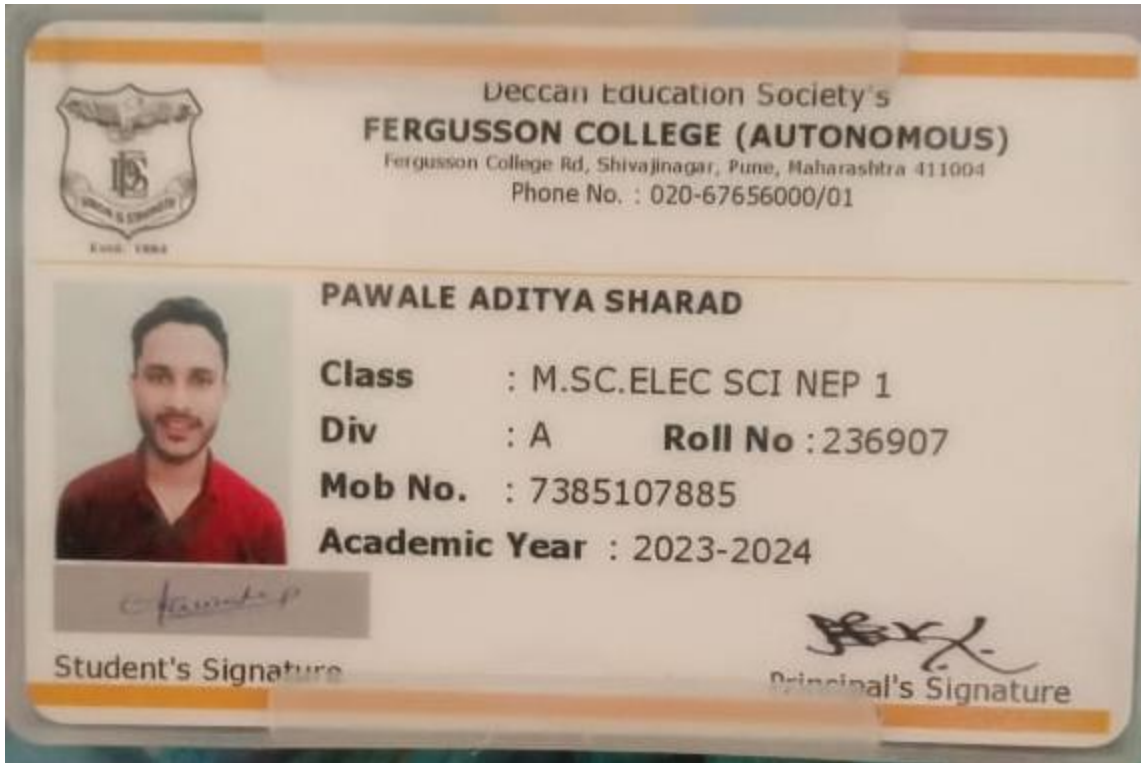 Deccan Education Society's
FERGUSSON COLLEGE (AUTONOMOUS)
Fergusson College Rd, Shivajinagar, Pune, Maharashtra 411004
Phone No. : 020-67656000/01
Estd. 1884
PAWALE ADITYA SHARAD
Class : M.SC.ELEC SCI NEP 1
Div : A Roll No : 236907
Mob No. : 7385107885
Academic Year : 2023-2024
Student's Signature
Principal's Signature